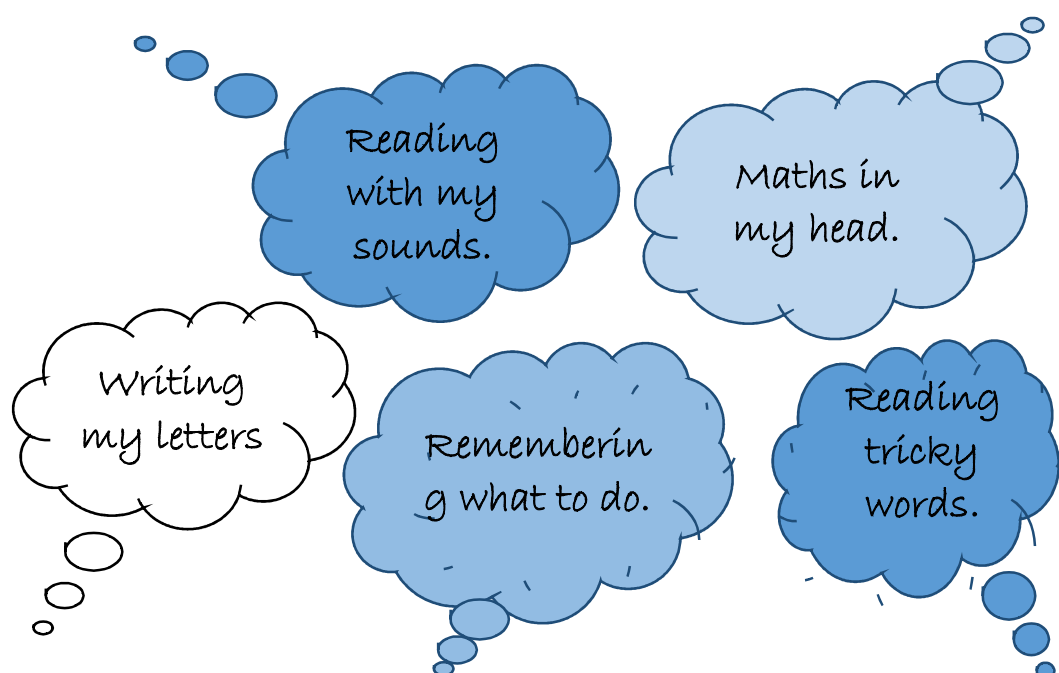 Reading
with my
sounds.
Maths in
my head.
Writing
my letters
Rememberin
g what to do.
Reading
tricky
words.